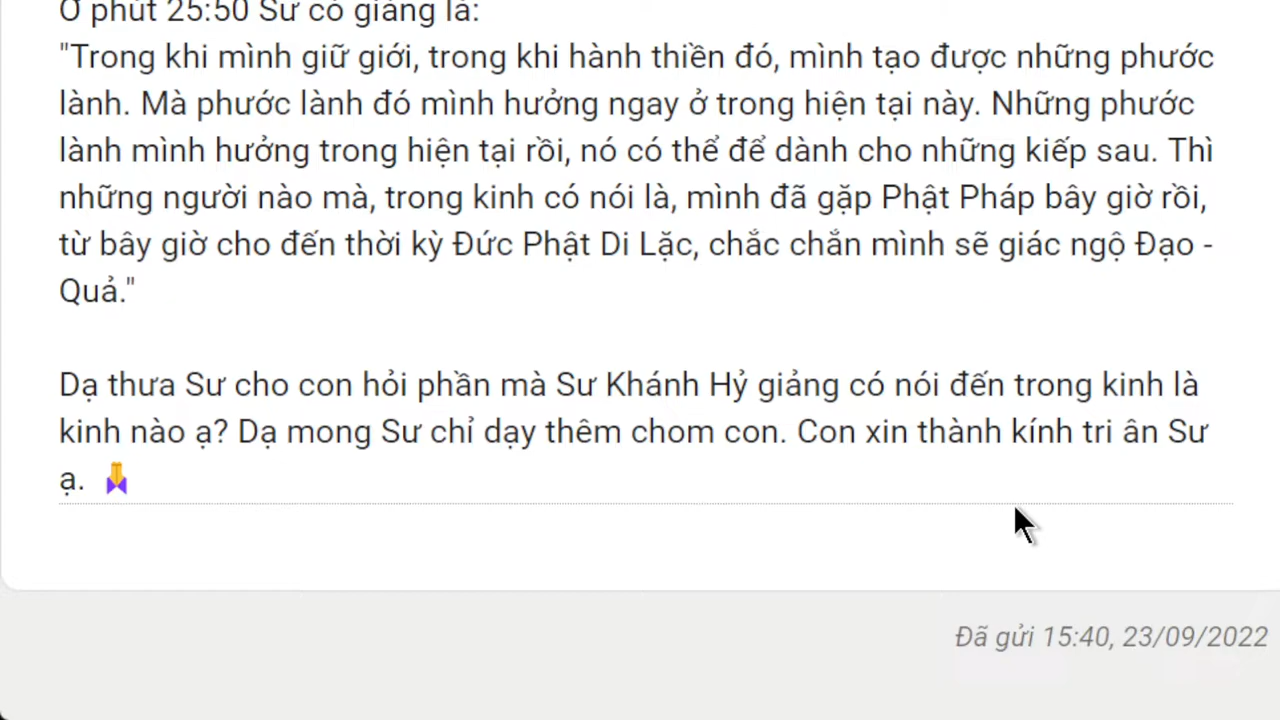 Ở phút 25:50 Sư có giảng là:
"Trong khi mình giữ giới, trong khi hành thiền đó, mình tạo được những phước
lành. Mà phước lành đó mình hưởng ngay ở trong hiện tại này. Những phước
lành mình hưởng trong hiện tại rồi, nó có thể để dành cho những kiếp sau. Thì
những người nào mà, trong kinh có nói là, mình đã gặp Phật Pháp bây giờ rồi,
từ bây giờ cho đến thời kỳ Đức Phật Di Lặc, chắc chắn mình sẽ giác ngộ Đạo -
Quả."
Dạ thưa Sư cho con hỏi phần mà Sư Khánh Hỷ giảng có nói đến trong kinh là
kinh nào ạ? Dạ mong Sư chỉ dạy thêm chom con. Con xin thành kính tri ân Sư
ạ.
Đã gửi 15:40, 23/09/2022